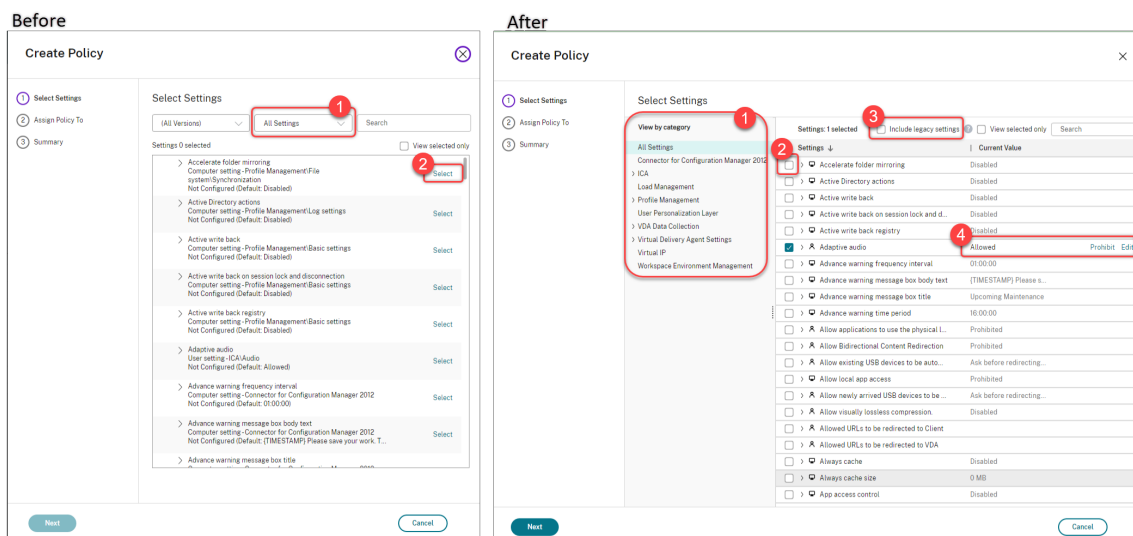 Before
Create Policy
1 Select Settings
2 Assign Policy To
3 Summary
Select Settings
1
(All Versions)
All Settings
Search
Settings 0 selected
View selected only
2
Accelerate folder mirroring
Computer setting - Profile Management\File
system\Synchronization
Not Configured (Default: Disabled)
Select
Active Directory actions
Computer setting - Profile Management\Log settings
Not Configured (Default: Disabled)
Select
Active write back
Computer setting - Profile Management\Basic settings
Not Configured (Default: Disabled)
Select
Active write back on session lock and disconnection
Computer setting - Profile Management\Basic settings
Not Configured (Default: Disabled)
Select
Active write back registry
Computer setting - Profile Management\Basic settings
Not Configured (Default: Disabled)
Select
Adaptive audio
User setting - ICA\Audio
Not Configured (Default: Allowed)
Select
Advance warning frequency interval
Computer setting - Connector for Configuration Manager 2012
Not Configured (Default: 01:00:00)
Select
Advance warning message box body text
Computer setting - Connector for Configuration Manager 2012
Not Configured (Default: {TIMESTAMP} Please save your work. T...
Select
Advance warning message box title
Next
Cancel
After
Create Policy
1 Select Settings
2 Assign Policy To
3 Summary
Select Settings
1
View by category
All Settings
Connector for Configuration Manager 2012
ICA
Load Management
Profile Management
User Personalization Layer
VDA Data Collection
Virtual Delivery Agent Settings
Virtual IP
Workspace Environment Management
3
Settings: 1 selected
Include legacy settings
View selected only
Search
2
Settings ↓ Current Value
Accelerate folder mirroring Disabled
Active Directory actions Disabled
Active write back Disabled
Active write back on session lock and d... Disabled
Active write back registry Disabled
4
Adaptive audio Allowed Prohibit Edit
Advance warning frequency interval 01:00:00
Advance warning message box body text {TIMESTAMP} Please s...
Advance warning message box title Upcoming Maintenance
Advance warning time period 16:00:00
Allow applications to use the physical l... Prohibited
Allow Bidirectional Content Redirection Prohibited
Allow existing USB devices to be auto... Ask before redirecting...
Allow local app access Prohibited
Allow newly arrived USB devices to be ... Ask before redirecting...
Allow visually lossless compression. Disabled
Allowed URLs to be redirected to Client
Allowed URLs to be redirected to VDA
Always cache Disabled
Always cache size 0 MB
App access control Disabled
Next
Cancel